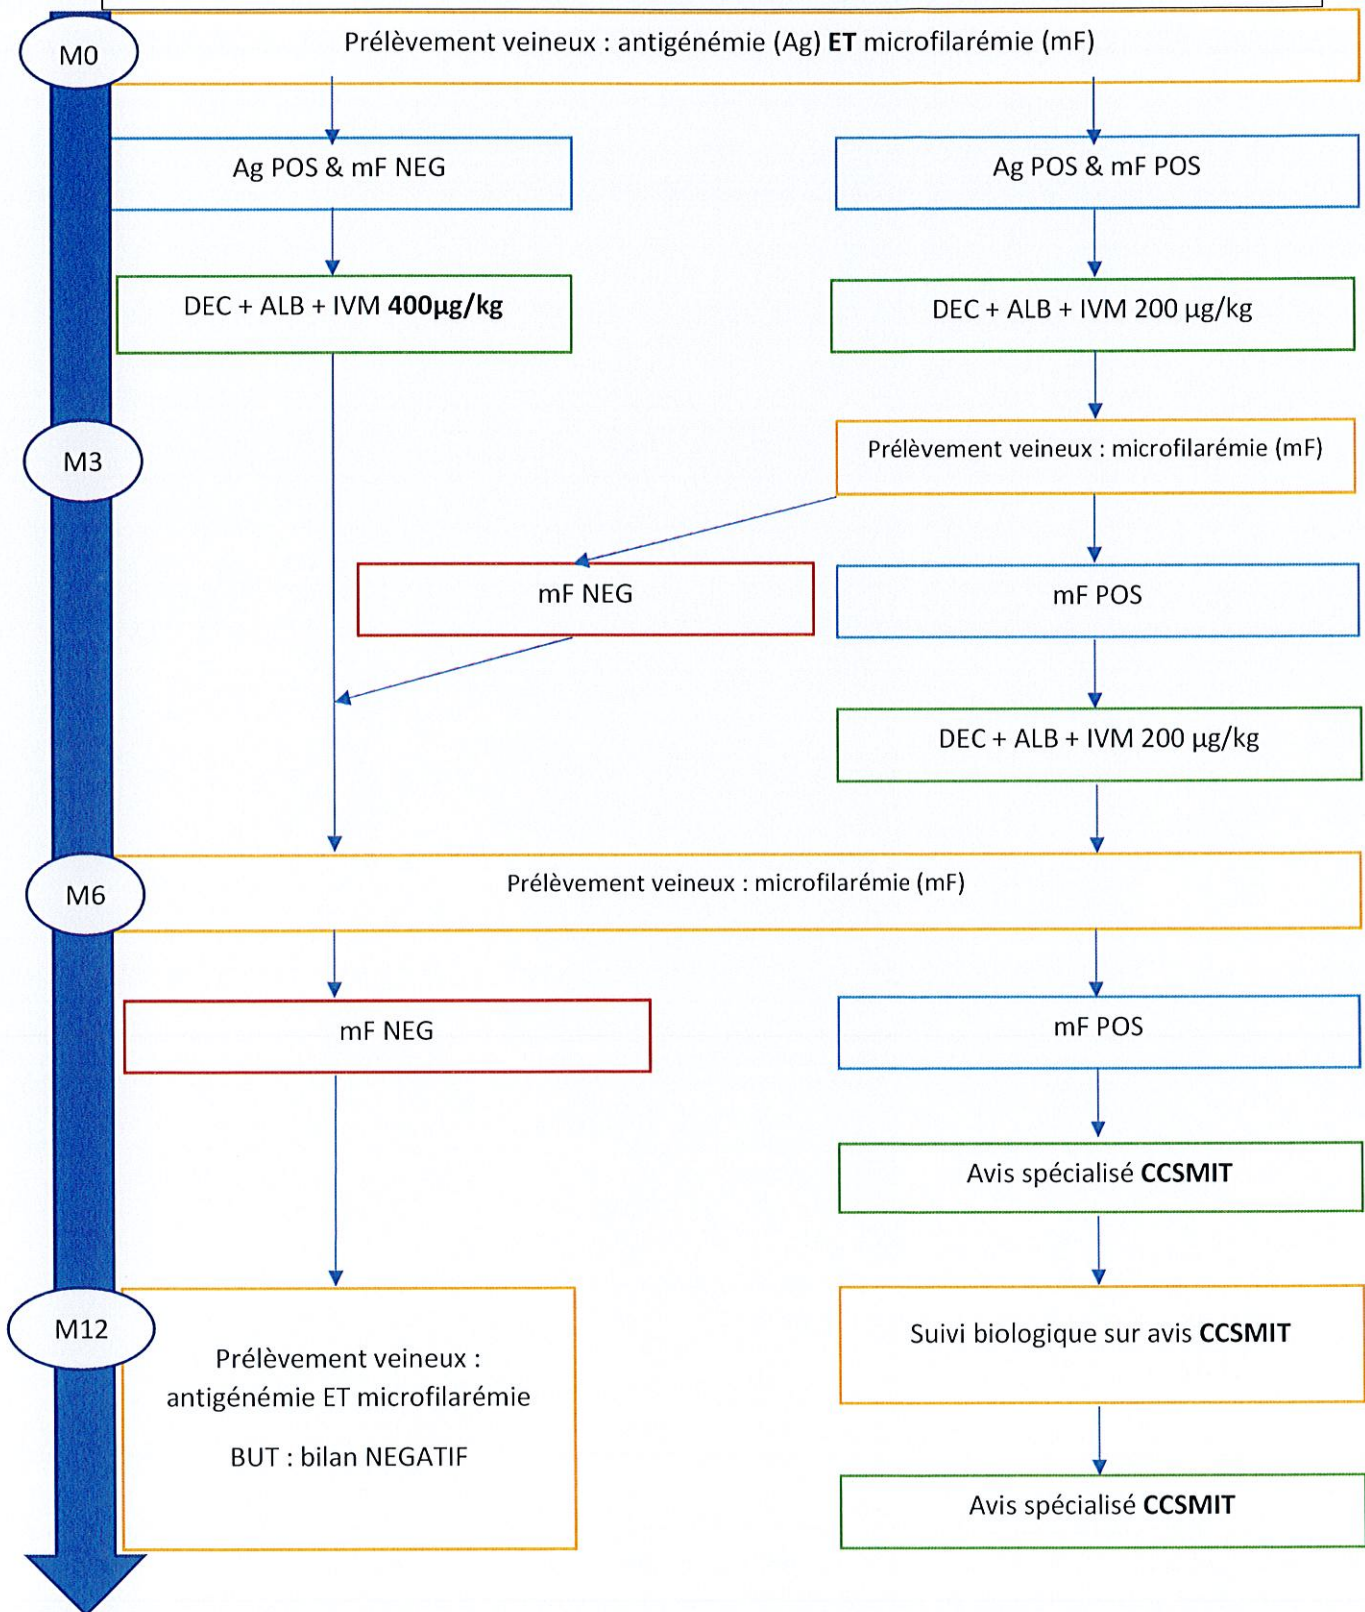 M0
Prélèvement veineux : antigénémie (Ag) ET microfilarémie (mF)
Ag POS & mF NEG
Ag POS & mF POS
DEC + ALB + IVM 400µg/kg
DEC + ALB + IVM 200 µg/kg
M3
Prélèvement veineux : microfilarémie (mF)
mF NEG
mF POS
DEC + ALB + IVM 200 µg/kg
M6
Prélèvement veineux : microfilarémie (mF)
mF NEG
mF POS
Avis spécialisé CCSMIT
M12
Prélèvement veineux :
antigénémie ET microfilarémie
BUT : bilan NEGATIF
Suivi biologique sur avis CCSMIT
Avis spécialisé CCSMIT